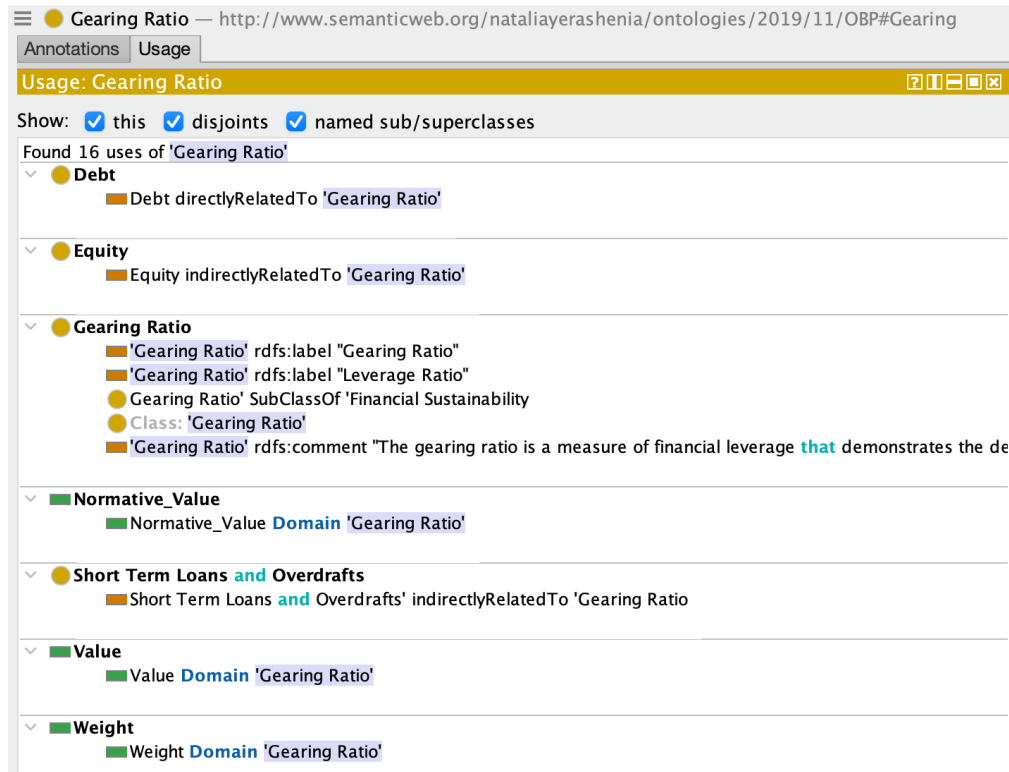 Gearing Ratio — http://www.semanticweb.org/nataliayerashenia/ontologies/2019/11/OBP#Gearing
Annotations Usage
Usage: Gearing Ratio
Show: this disjoints named sub/superclasses
Found 16 uses of 'Gearing Ratio'
Debt
Debt directlyRelatedTo 'Gearing Ratio'
Equity
Equity indirectlyRelatedTo 'Gearing Ratio'
Gearing Ratio
'Gearing Ratio' rdfs:label "Gearing Ratio"
'Gearing Ratio' rdfs:label "Leverage Ratio"
Gearing Ratio' SubClassOf 'Financial Sustainability
Class: 'Gearing Ratio'
'Gearing Ratio' rdfs:comment "The gearing ratio is a measure of financial leverage that demonstrates the de
Normative_Value
Normative_Value Domain 'Gearing Ratio'
Short Term Loans and Overdrafts
Short Term Loans and Overdrafts' indirectlyRelatedTo 'Gearing Ratio
Value
Value Domain 'Gearing Ratio'
Weight
Weight Domain 'Gearing Ratio'